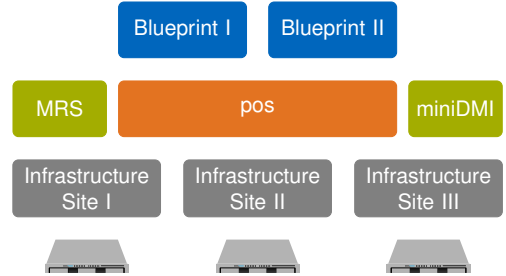 Blueprint I
Blueprint II
MRS
pos
miniDMI
Infrastructure
Site I
Infrastructure
Site II
Infrastructure
Site III